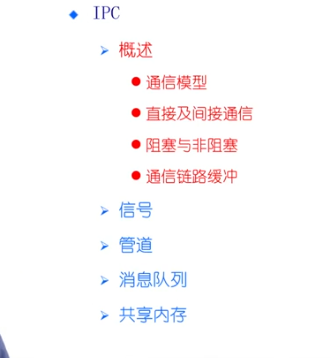 IPC
概述
通信模型
直接及间接通信
阻塞与非阻塞
通信链路缓冲
信号
管道
消息队列
共享内存